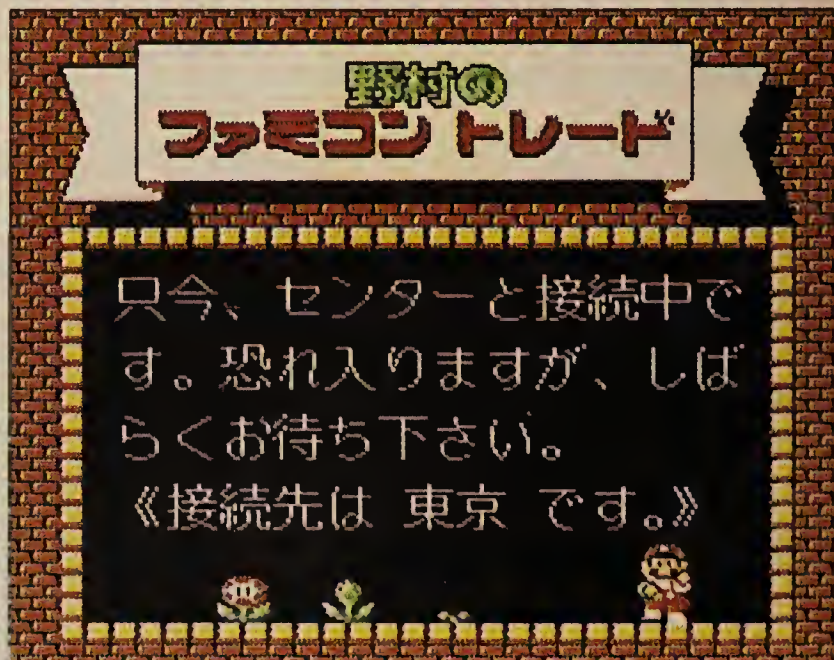 野村の
ファミコン トレード
只今、センターと接続中で
す。恐れ入りますが、しば
らくお待ち下さい。
《接続先は 東京 です。》